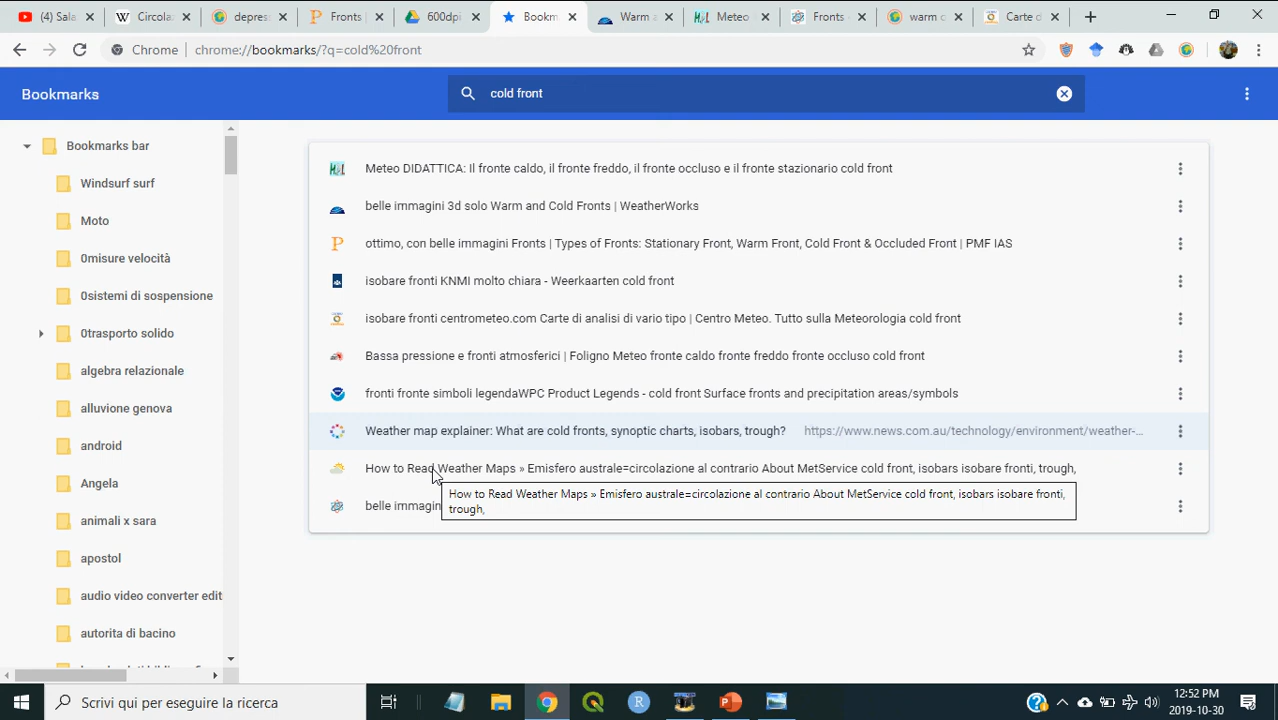 (4) Sala
Circola
depres
Fronts |
600dpi
Bookm
Warm a
Meteo
Fronts -
warm c
Carte d
Chrome | chrome://bookmarks/?q=cold%20front
Bookmarks
cold front
Bookmarks bar
Windsurf surf
Moto
0misure velocità
0sistemi di sospensione
0trasporto solido
algebra relazionale
alluvione genova
android
Angela
animali x sara
apostol
audio video converter edit
autorita di bacino
Meteo DIDATTICA: Il fronte caldo, il fronte freddo, il fronte occluso e il fronte stazionario cold front
belle immagini 3d solo Warm and Cold Fronts | WeatherWorks
ottimo, con belle immagini Fronts | Types of Fronts: Stationary Front, Warm Front, Cold Front & Occluded Front | PMF IAS
isobare fronti KNMI molto chiara - Weerkaarten cold front
isobare fronti centrometeo.com Carte di analisi di vario tipo | Centro Meteo. Tutto sulla Meteorologia cold front
Bassa pressione e fronti atmosferici | Foligno Meteo fronte caldo fronte freddo fronte occluso cold front
fronti fronte simboli legendaWPC Product Legends - cold front Surface fronts and precipitation areas/symbols
Weather map explainer: What are cold fronts, synoptic charts, isobars, trough? https://www.news.com.au/technology/environment/weather-...
How to Read Weather Maps » Emisfero australe=circolazione al contrario About MetService cold front, isobars isobare fronti, trough,
How to Read Weather Maps » Emisfero australe=circolazione al contrario About MetService cold front, isobars isobare fronti,
trough,
belle immagin
Scrivi qui per eseguire la ricerca
12:52 PM
2019-10-30